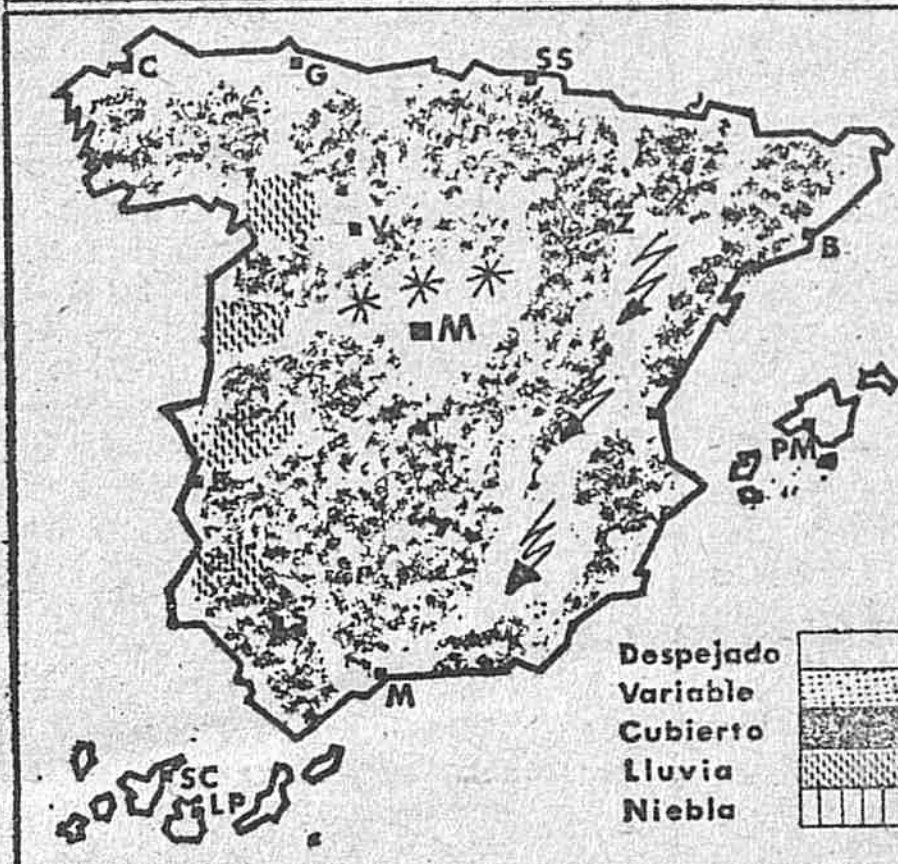 C
G
SS
V
Z
B
M
PM
M
SC
LP
Despejado
Variable
Cubierto
Lluvia
Niebla